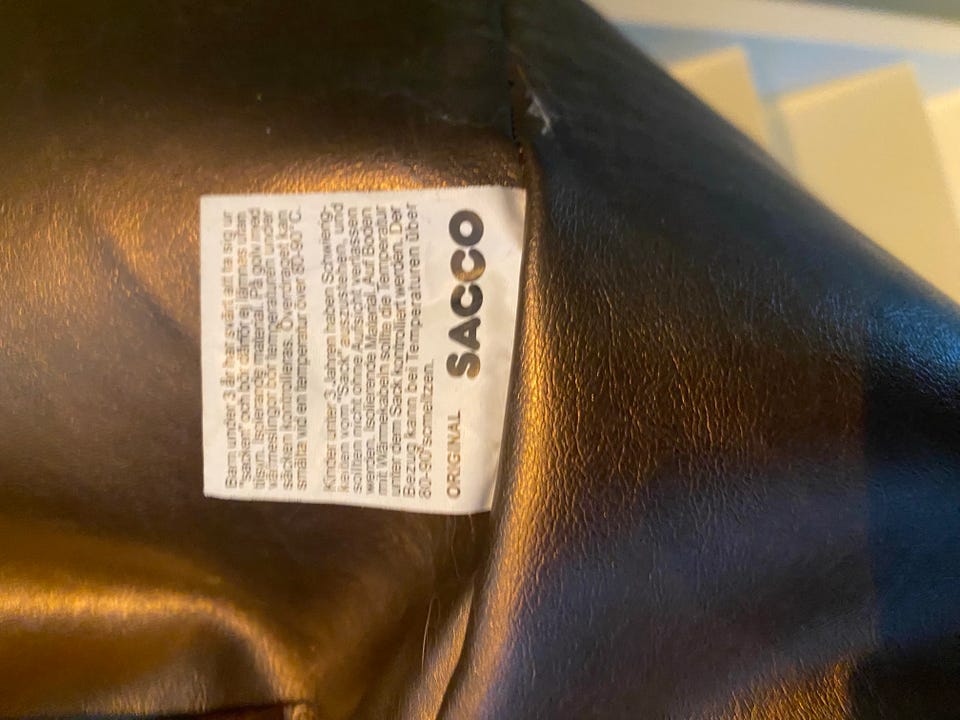 Barn under 3 år har svårt att ta sig ur
"säcken" och bör därför ej lämnas utan
tillsyn. Isolerande material. På golv med
värmeslingor bör temperaturen under
säcken kontrolleras. Överdraget kan
smälta vid en temperatur över 80-90°C.
Kinder unter 3 Jahren haben Schwierig-
keiten vom "Sack" aufzustehen, und
sollten nicht ohne Aufsicht verlassen
werden. Isolierende Material. Auf Boden
mit Wärmekabeln sollte die Temperatur
unter dem Sack kontrolliert werden. Der
Bezug kann bei Temperaturen über
80-90°
ORIGINAL SACCO